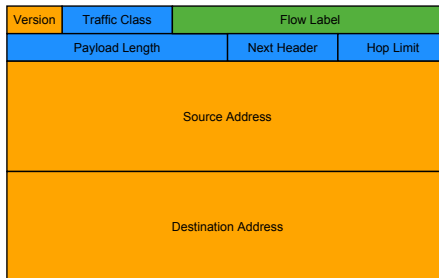 Version Traffic Class Flow Label
Payload Length Next Header Hop Limit
Source Address
Destination Address